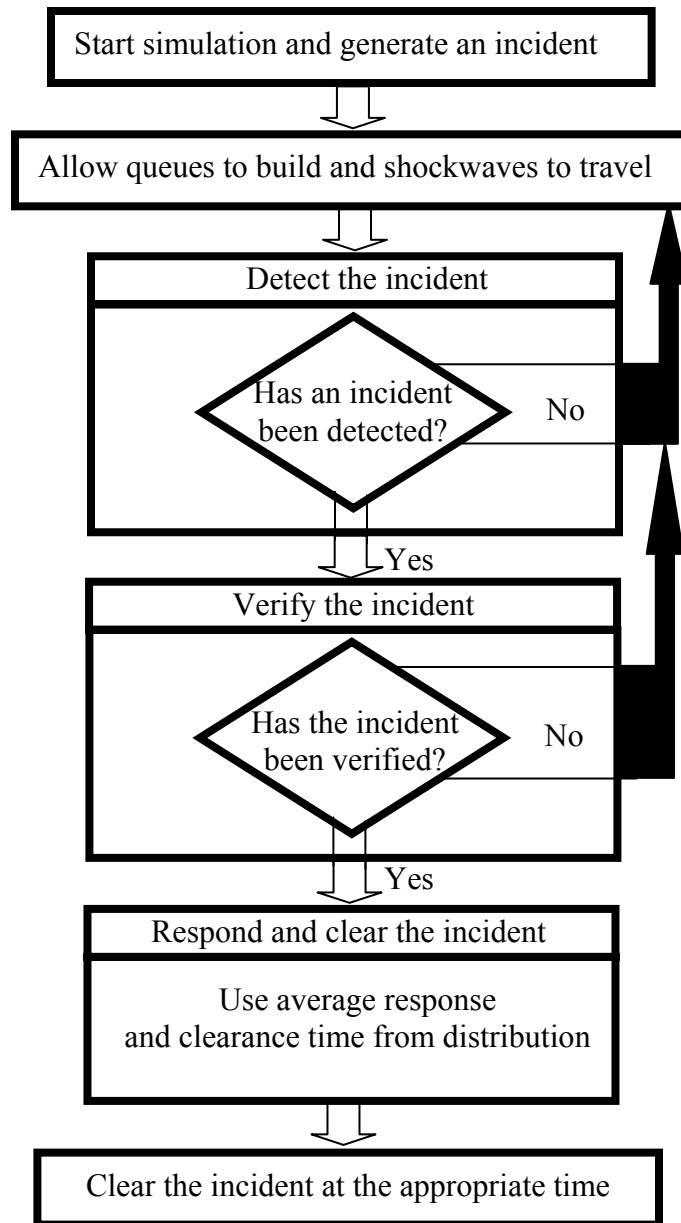 Start simulation and generate an incident
Allow queues to build and shockwaves to travel
Detect the incident
Has an incident
been detected?
No
Yes
Verify the incident
Has the incident
been verified?
No
Yes
Respond and clear the incident
Use average response
and clearance time from distribution
Clear the incident at the appropriate time